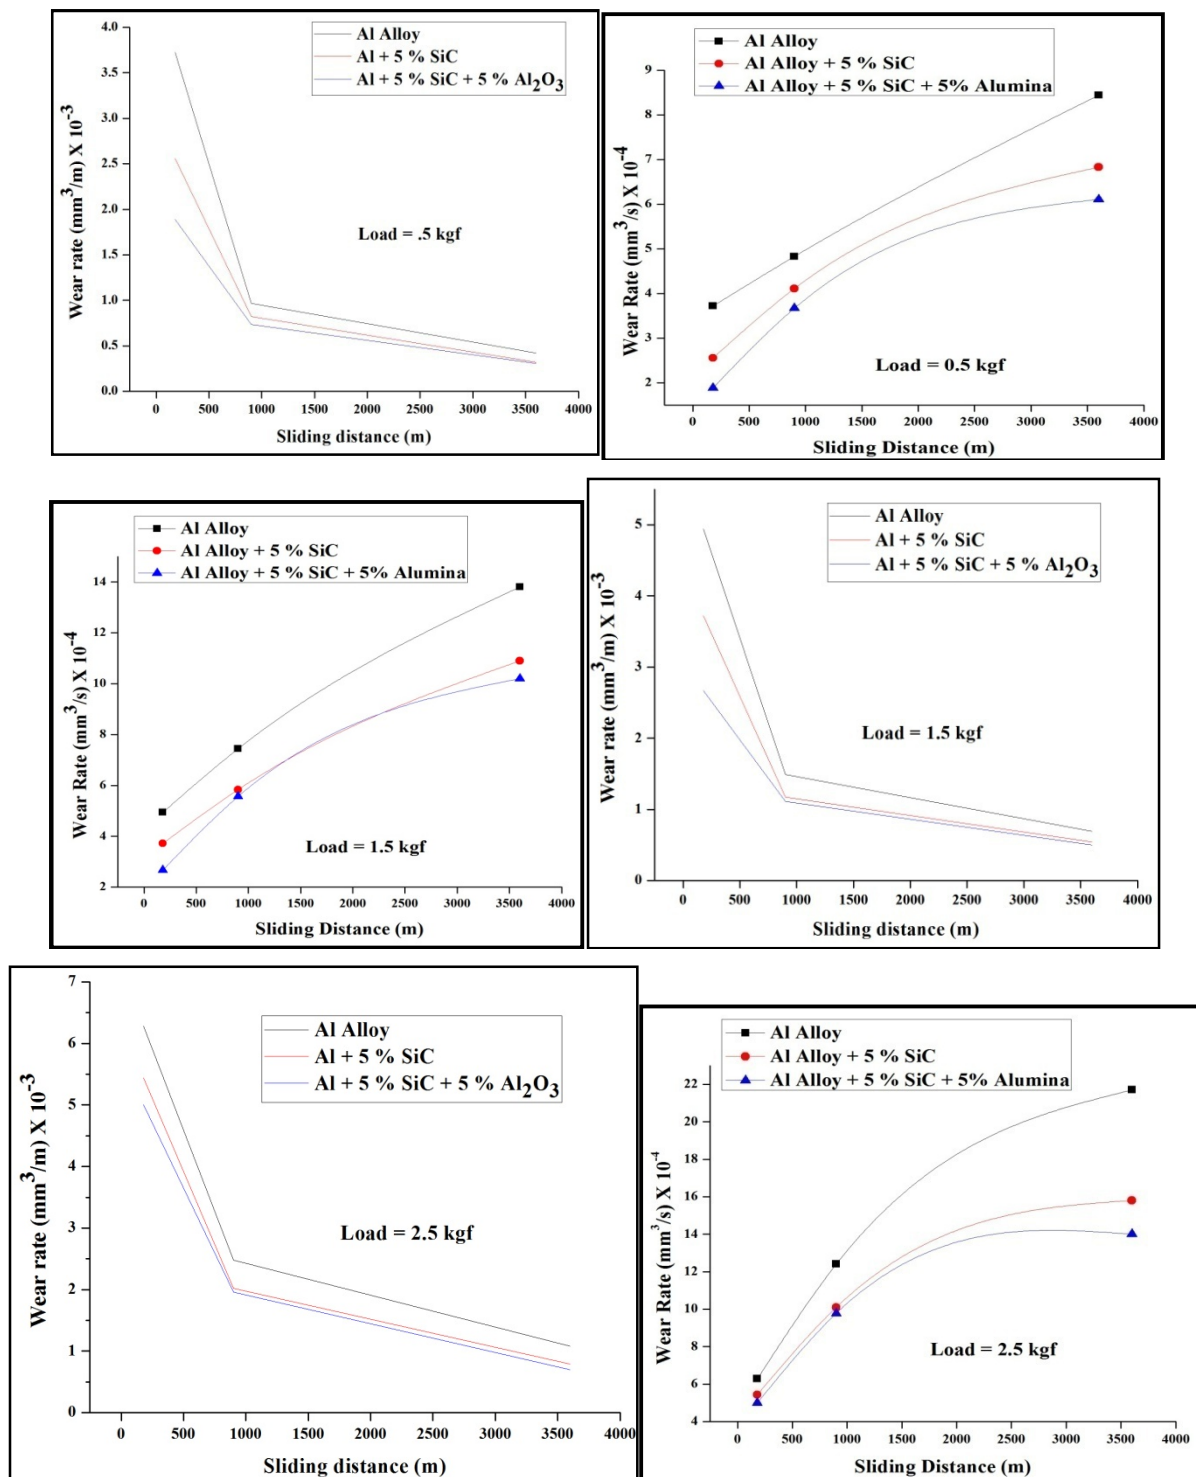 Al Alloy
Al + 5 % SiC
Al + 5 % SiC + 5 % Al2O3
4.0
3.5
3.0
2.5
2.0
1.5
1.0
0.5
0.0
Wear rate (mm3/m) X 10-3
Load = .5 kgf
0 500 1000 1500 2000 2500 3000 3500 4000
Sliding distance (m)
Al Alloy
Al Alloy + 5 % SiC
Al Alloy + 5 % SiC + 5% Alumina
9
8
7
6
5
4
3
2
Wear Rate (mm3/s) X 10-4
Load = 0.5 kgf
0 500 1000 1500 2000 2500 3000 3500 4000
Sliding Distance (m)
Al Alloy
Al Alloy + 5 % SiC
Al Alloy + 5 % SiC + 5% Alumina
14
12
10
8
6
4
2
Wear Rate (mm3/s) X 10-4
Load = 1.5 kgf
0 500 1000 1500 2000 2500 3000 3500 4000
Sliding Distance (m)
Al Alloy
Al + 5 % SiC
Al + 5 % SiC + 5 % Al2O3
5
4
3
2
1
0
Wear rate (mm3/m) X 10-3
Load = 1.5 kgf
0 500 1000 1500 2000 2500 3000 3500 4000
Sliding distance (m)
7
6
5
4
3
2
1
0
Al Alloy
Al + 5 % SiC
Al + 5 % SiC + 5 % Al2O3
Wear rate (mm3/m) X 10-3
Load = 2.5 kgf
0 500 1000 1500 2000 2500 3000 3500 4000
Sliding distance (m)
Al Alloy
Al Alloy + 5 % SiC
Al Alloy + 5 % SiC + 5% Alumina
22
20
18
16
14
12
10
8
6
4
Wear Rate (mm3/s) X 10-4
Load = 2.5 kgf
0 500 1000 1500 2000 2500 3000 3500 4000
Sliding Distance (m)